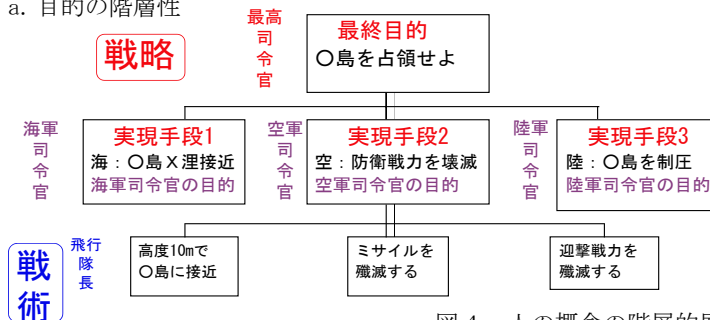 a. 目的の階層性
戦略
最高
司
令
官
最終目的
〇島を占領せよ
海軍
司
令
官
実現手段1
海：〇島X浬接近
海軍司令官の目的
空軍
司
令
官
実現手段2
空：防衛戦力を壊滅
空軍司令官の目的
陸軍
司
令
官
実現手段3
陸：〇島を制圧
陸軍司令官の目的
戦
術
飛行
隊
長
高度10mで
〇島に接近
ミサイルを
殲滅する
迎撃戦力を
殲滅する